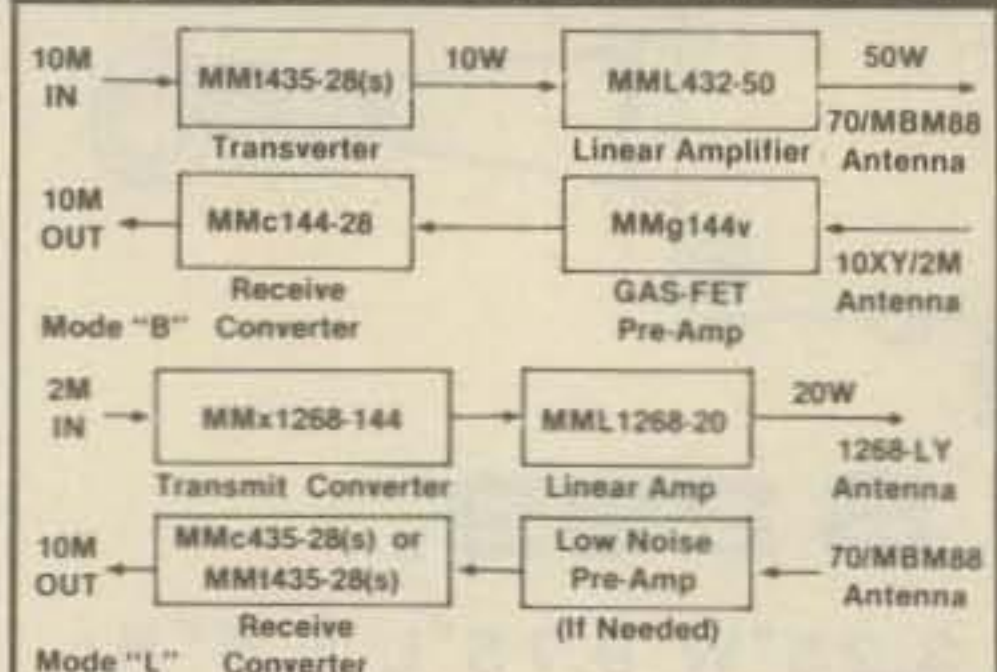 10M IN
MMt435-28(s)
Transverter
10W
MML432-50
Linear Amplifier
50W
70/MBM88 Antenna
10M OUT
MMc144-28
Receive Converter
MMg144v
GAS-FET Pre-Amp
10XY/2M Antenna
Mode "B"
2M IN
MMx1268-144
Transmit Converter
MML1268-20
Linear Amp
20W
1268-LY Antenna
10M OUT
MMc435-28(s) or
MMt435-28(s)
Receive Converter
Low Noise
Pre-Amp
(If Needed)
70/MBM88 Antenna
Mode "L"